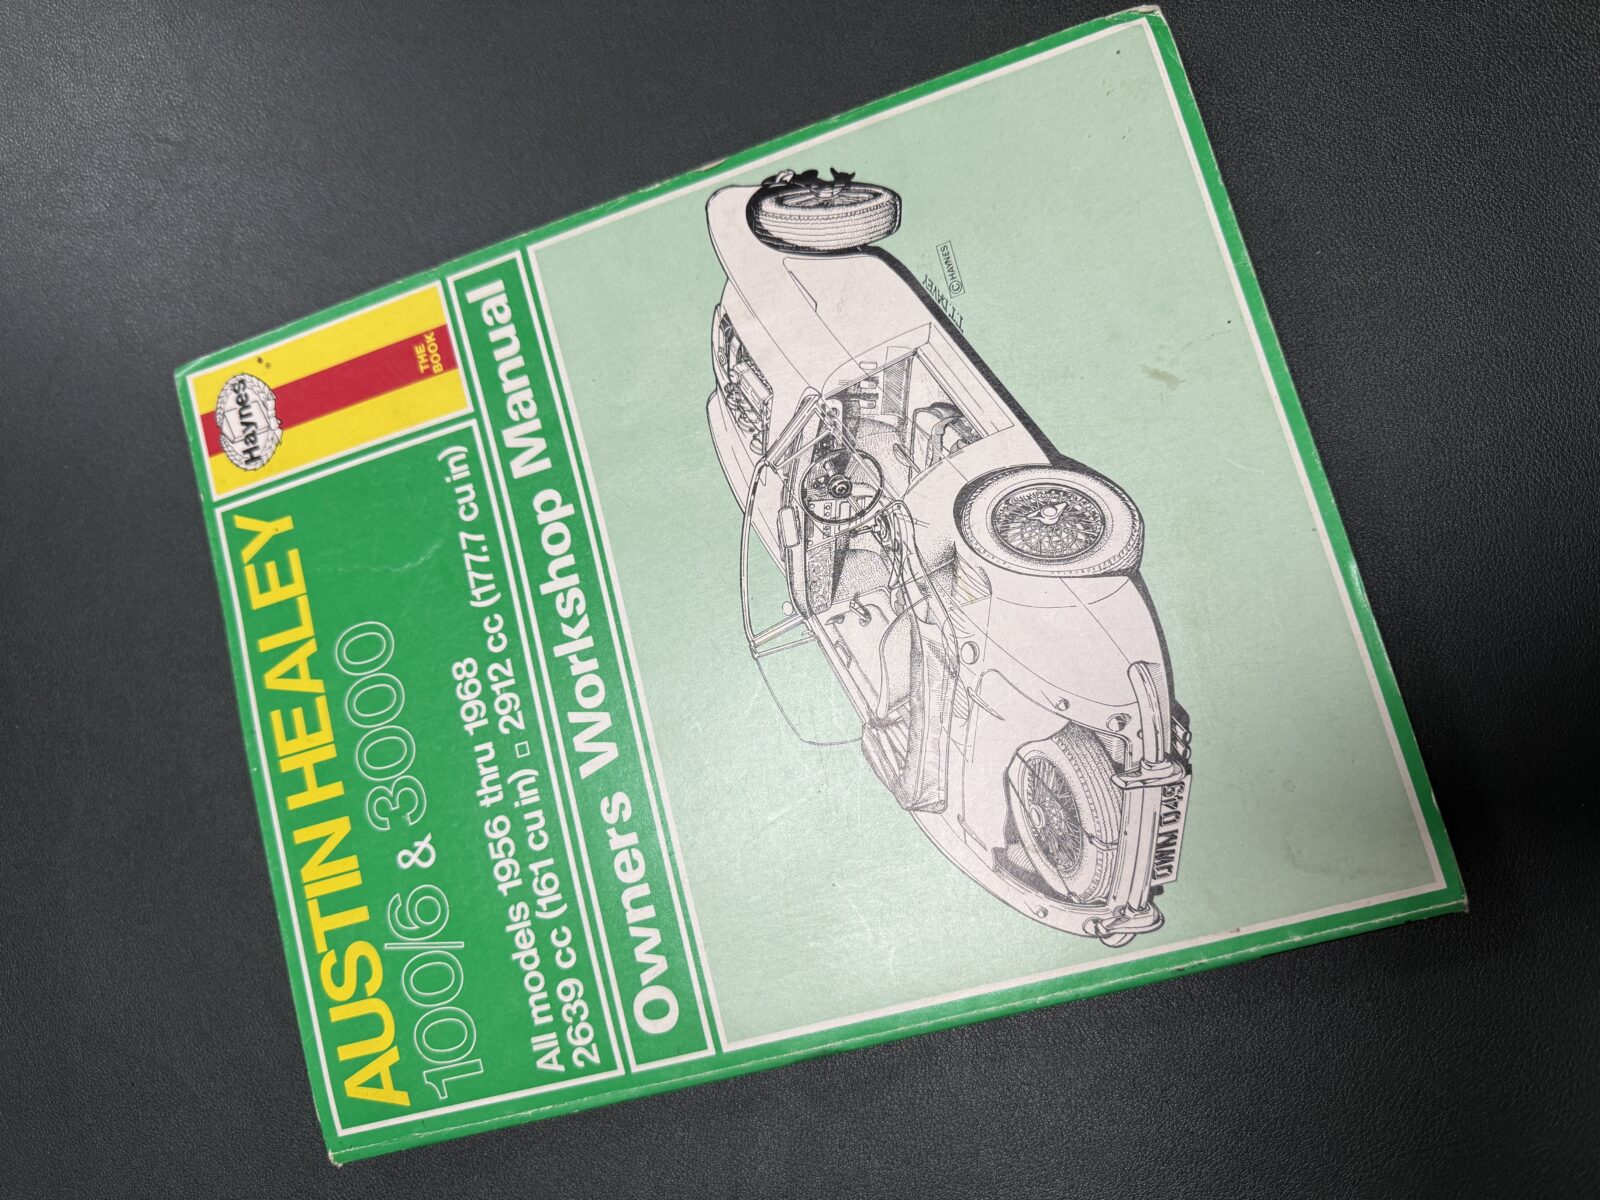 AUSTIN HEALEY
100/6 & 3000
All models 1956 thru 1968
2639 cc (161 cu in) □ 2912 cc (177.7 cu in)
Haynes
®
THE
BOOK
Owners Workshop Manual
DAVEY
© HAYNES